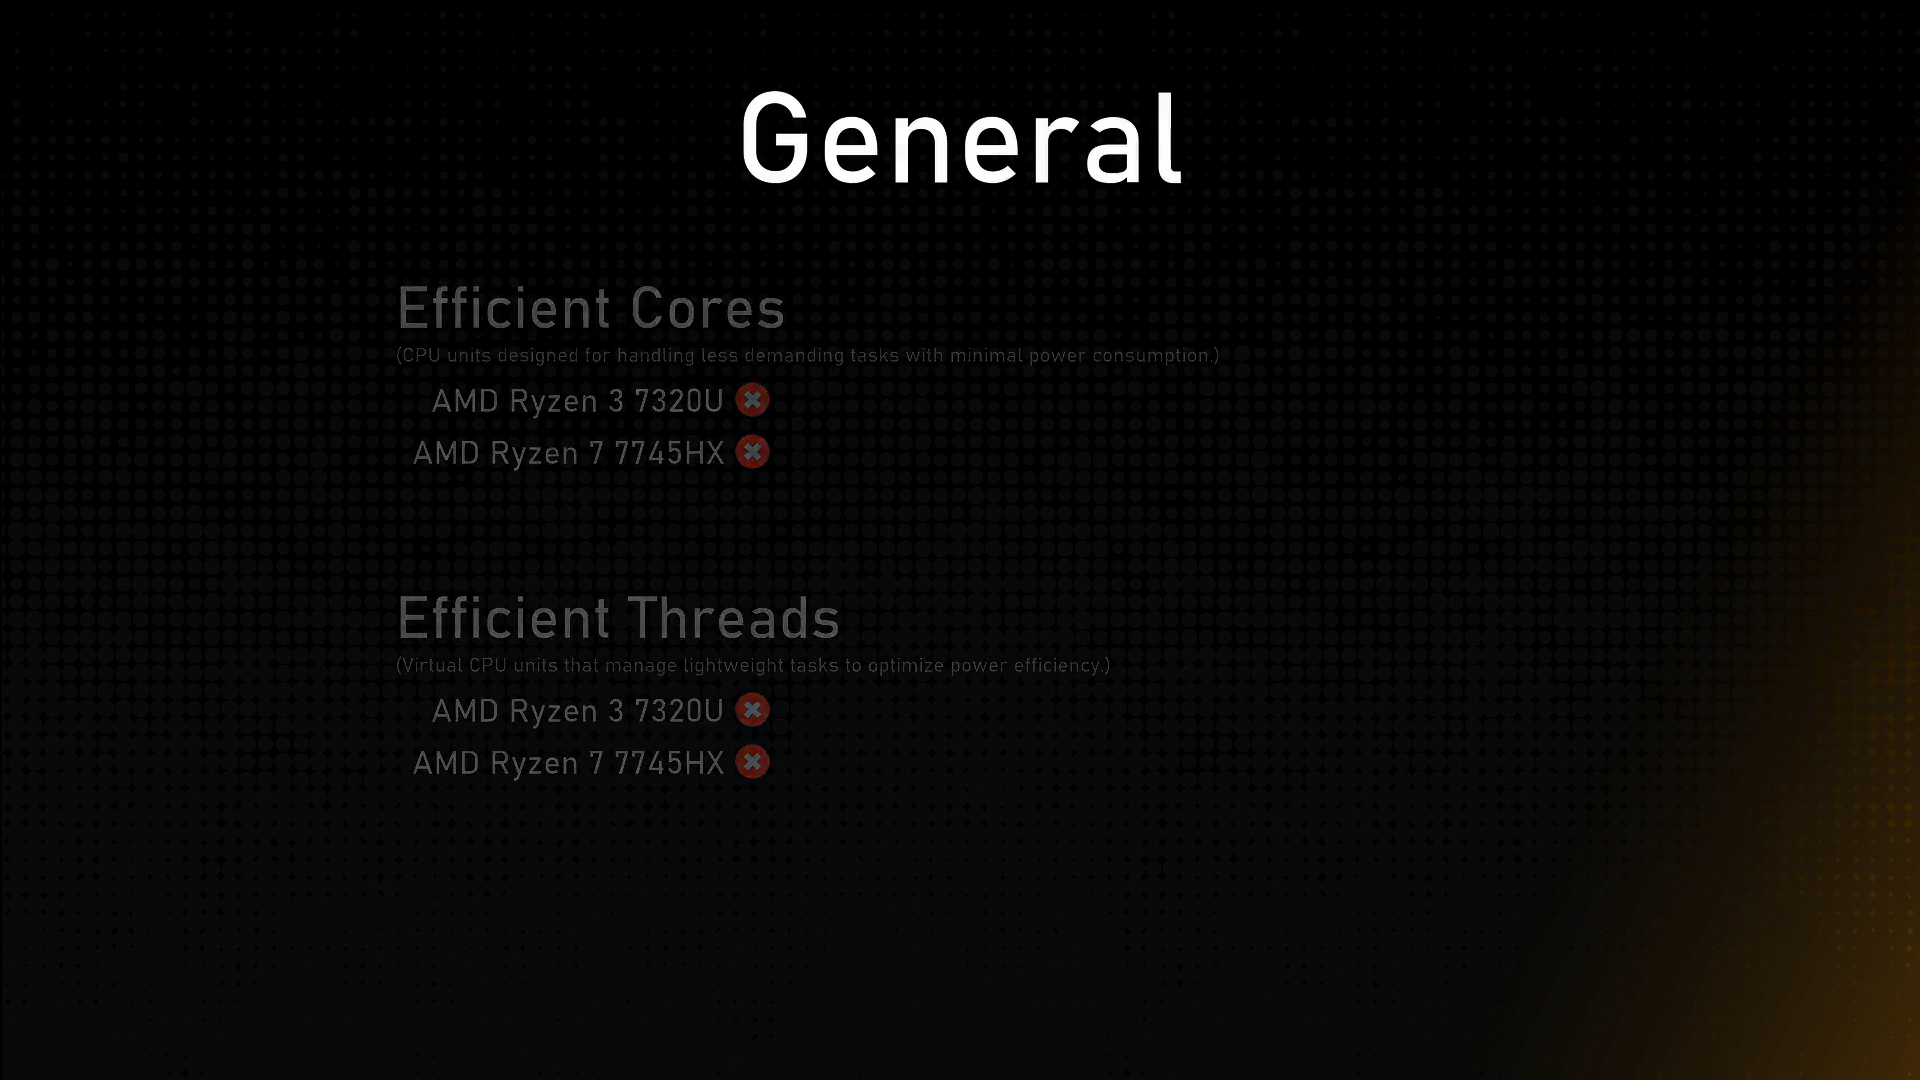 General
Efficient Cores
(CPU units designed for handling less demanding tasks with minimal power consumption.)
AMD Ryzen 3 7320U
AMD Ryzen 7 7745HX
Efficient Threads
(Virtual CPU units that manage lightweight tasks to optimize power efficiency.)
AMD Ryzen 3 7320U
AMD Ryzen 7 7745HX